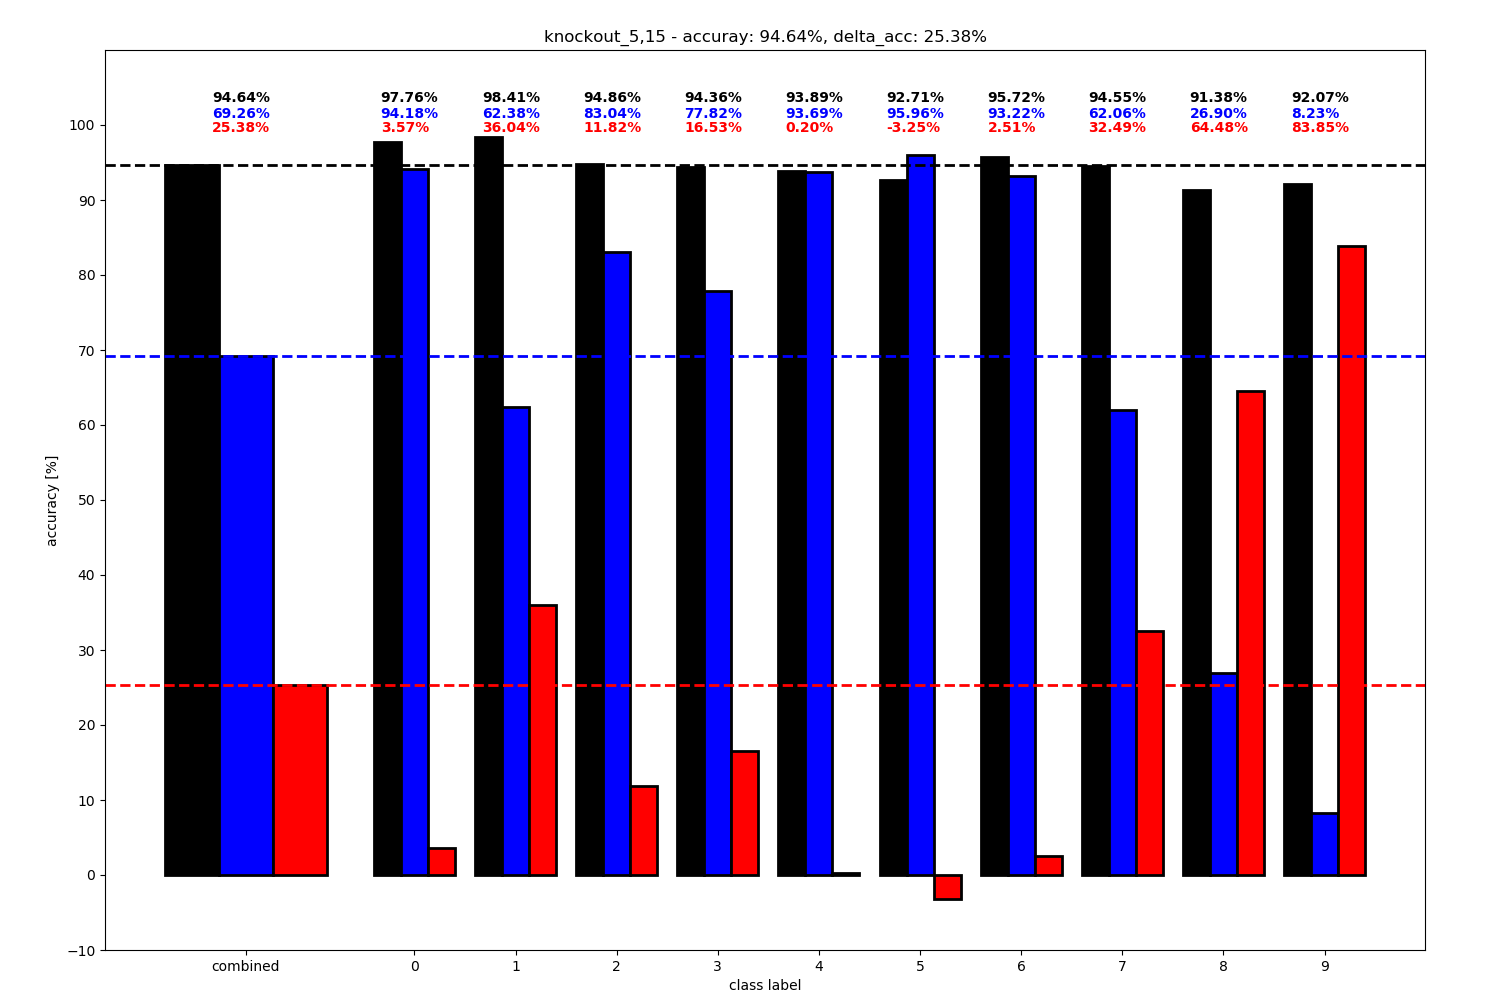 knockout_5,15 - accuray: 94.64%, delta_acc: 25.38%
94.64% 97.76% 98.41% 94.86% 94.36% 93.89% 92.71% 95.72% 94.55% 91.38% 92.07%
69.26% 94.18% 62.38% 83.04% 77.82% 93.69% 95.96% 93.22% 62.06% 26.90% 8.23%
25.38% 3.57% 36.04% 11.82% 16.53% 0.20% -3.25% 2.51% 32.49% 64.48% 83.85%
100
90
80
70
60
50
40
30
20
10
0
−10
accuracy [%]
combined 0 1 2 3 4 5 6 7 8 9
class label